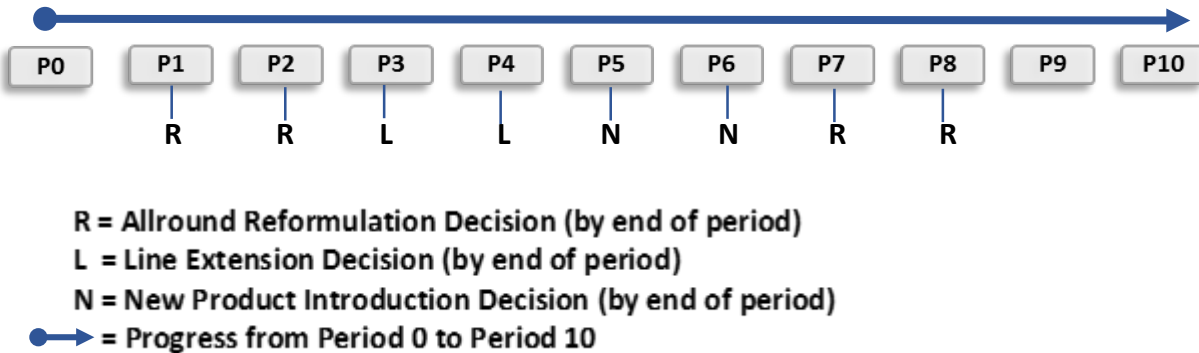 P0 P1 P2 P3 P4 P5 P6 P7 P8 P9 P10
R R L L N N R R
R = Allround Reformulation Decision (by end of period)
L = Line Extension Decision (by end of period)
N = New Product Introduction Decision (by end of period)
= Progress from Period 0 to Period 10